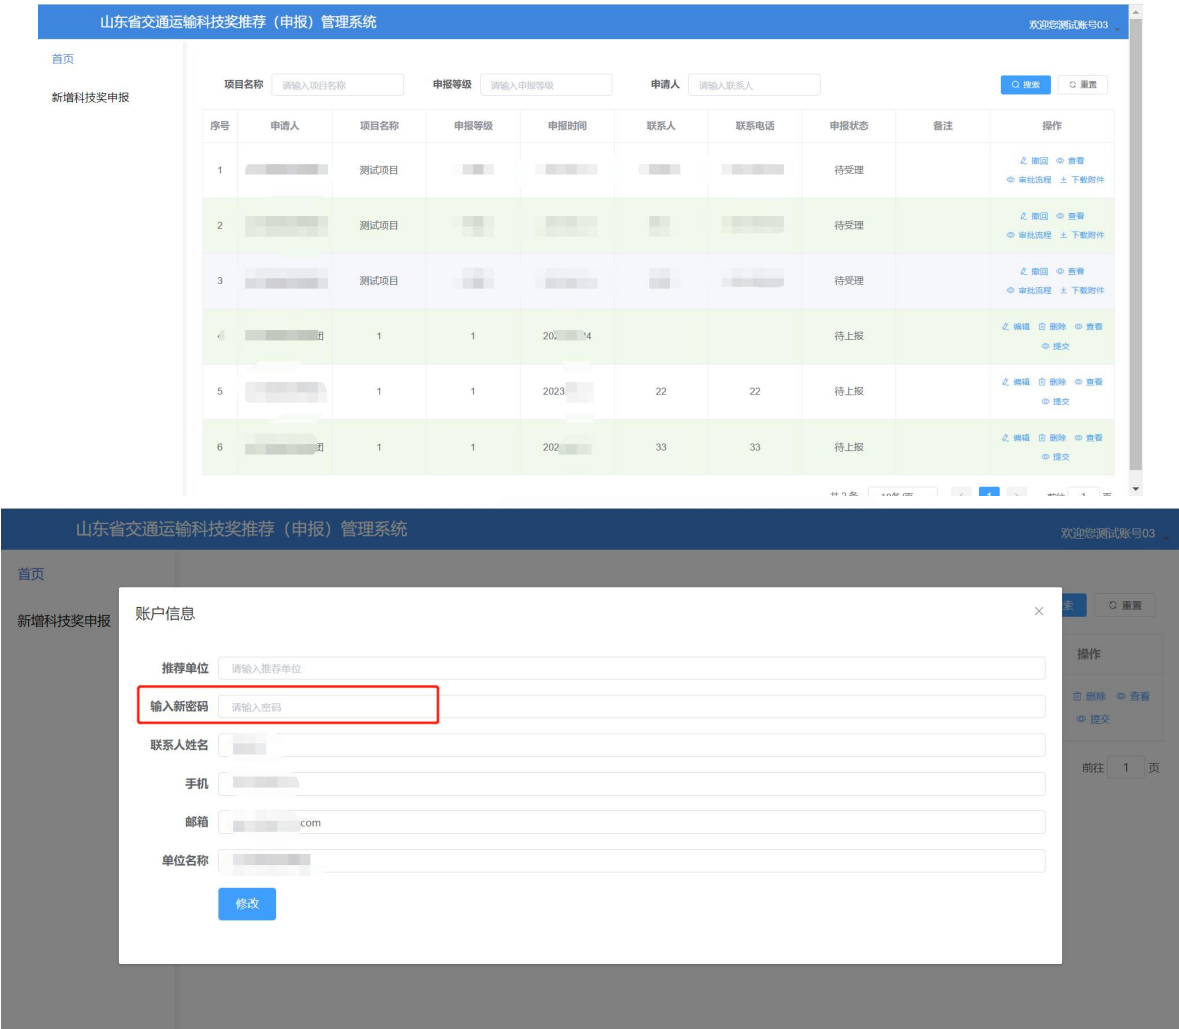 山东省交通运输科技奖推荐（申报）管理系统 欢迎您测试账号03
首页
新增科技奖申报
项目名称 请输入项目名称 申报等级 请输入申报等级 申请人 请输入联系人 搜索 重置
序号 申请人 项目名称 申报等级 申报时间 联系人 联系电话 申报状态 备注 操作
1 测试项目 待受理 撤回 查看
审批流程 下载附件
2 测试项目 待受理 撤回 查看
审批流程 下载附件
3 测试项目 待受理 撤回 查看
审批流程 下载附件
1 1 待上报 编辑 删除 查看
提交
5 1 1 2023 22 22 待上报 编辑 删除 查看
提交
6 1 1 202 33 33 待上报 编辑 删除 查看
提交
1
山东省交通运输科技奖推荐（申报）管理系统 欢迎您测试账号03
首页
新增科技奖申报
账户信息
索 重置
操作
推荐单位 请输入推荐单位
输入新密码 请输入密码
删除 查看
提交
联系人姓名
手机
前往 1 页
邮箱 com
单位名称
修改